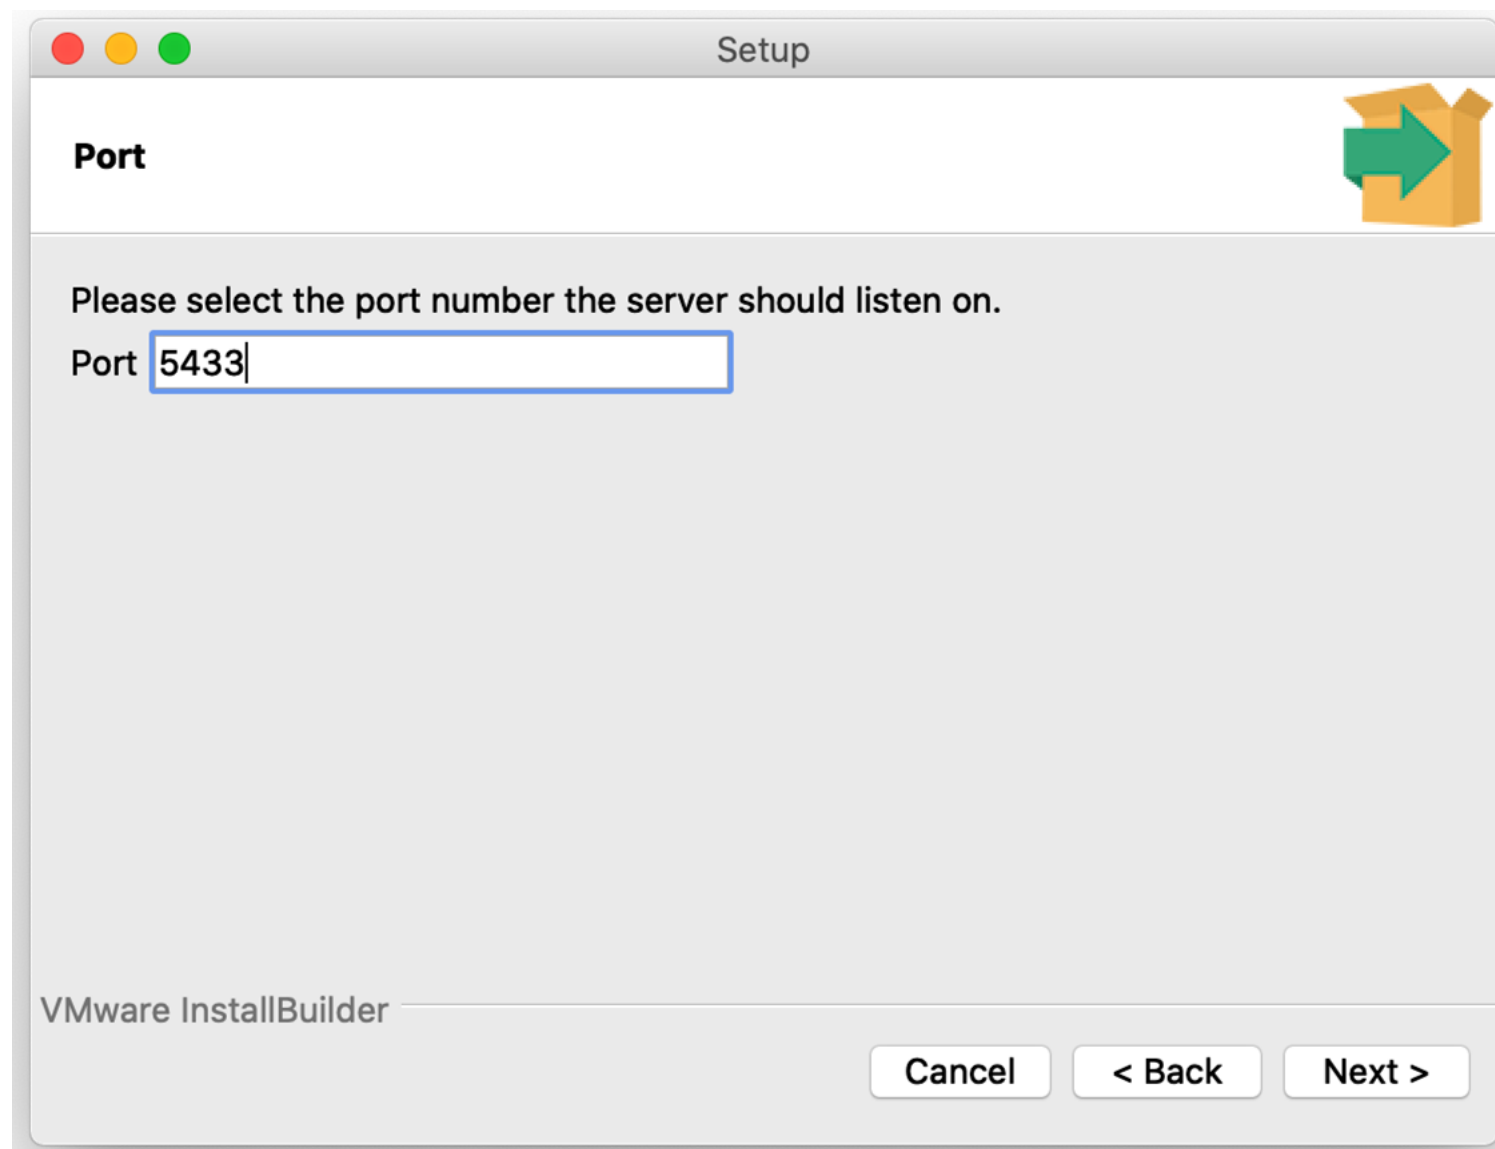 Setup
Port
Please select the port number the server should listen on.
Port 5433
VMware InstallBuilder
Cancel < Back Next >